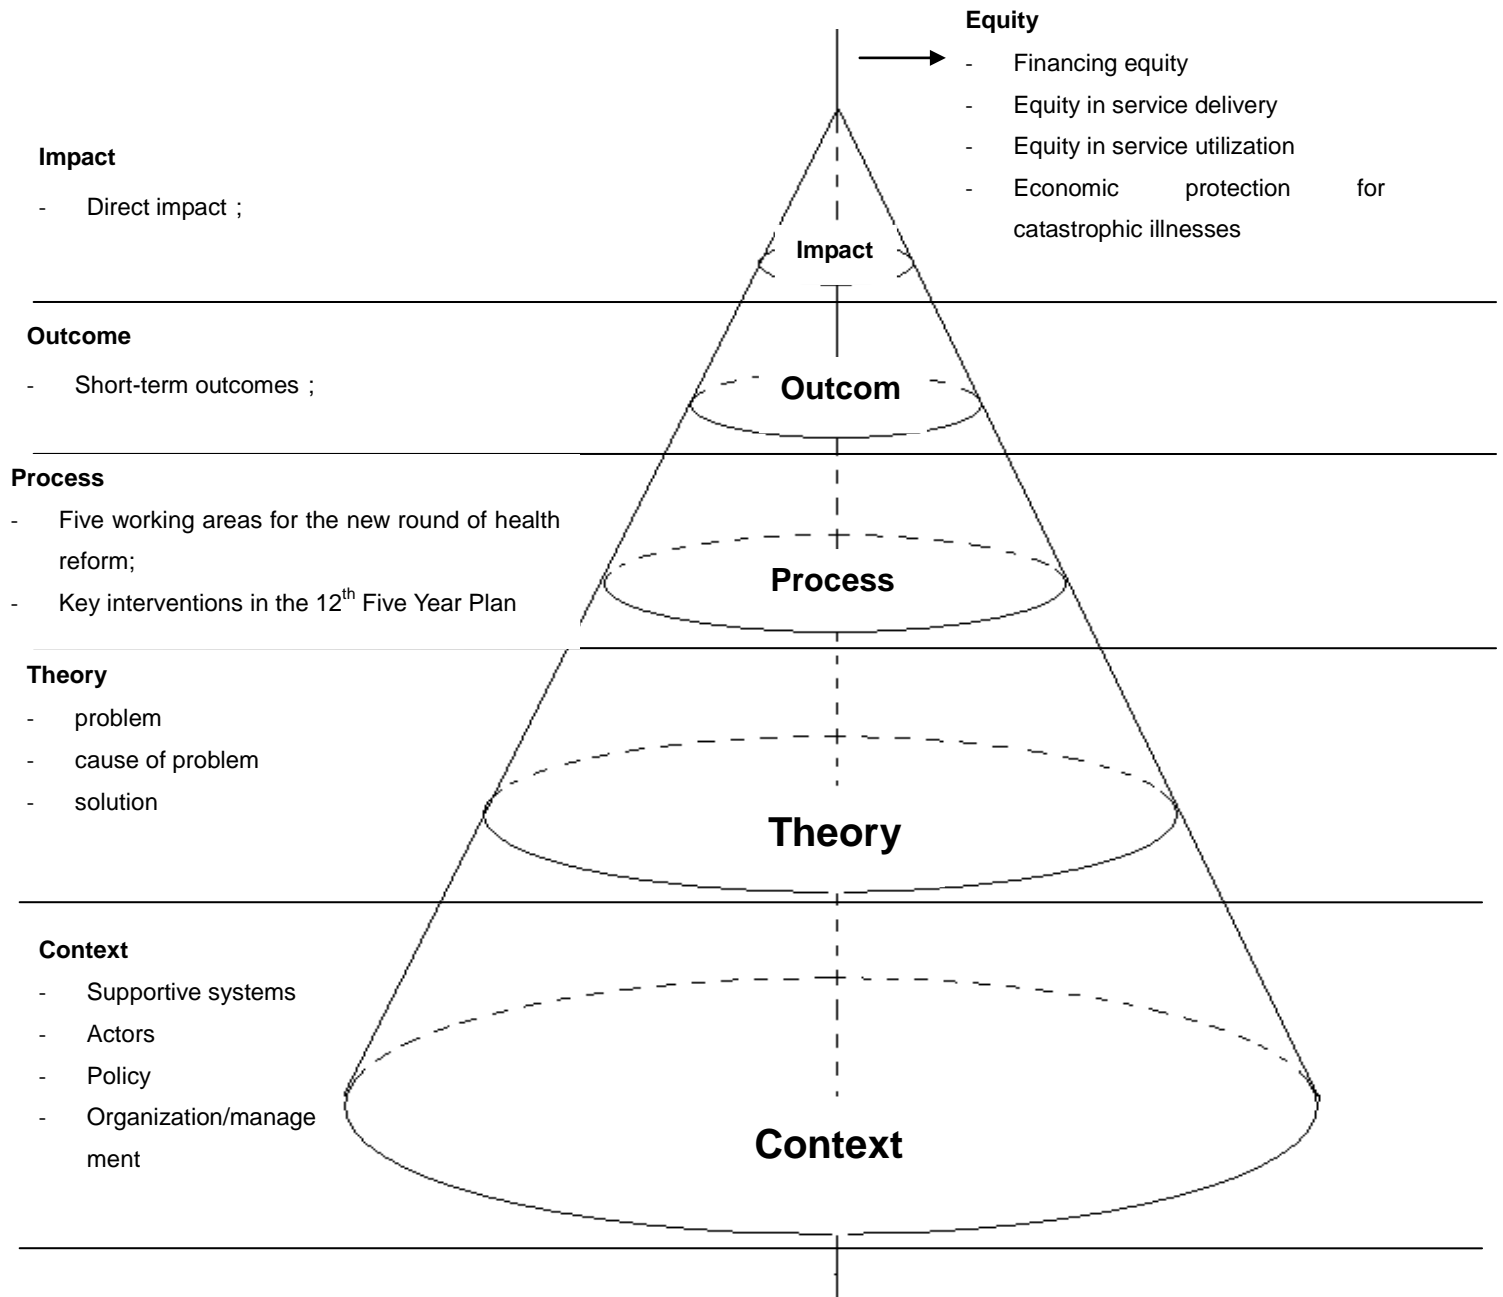 Equity
- Financing equity
- Equity in service delivery
- Equity in service utilization
- Economic protection for
catastrophic illnesses
Impact
- Direct impact；
Impact
Outcome
- Short-term outcomes；
Outcom
Process
- Five working areas for the new round of health
reform;
- Key interventions in the 12th Five Year Plan
Process
Theory
- problem
- cause of problem
- solution
Theory
Context
- Supportive systems
- Actors
- Policy
- Organization/manage
ment
Context